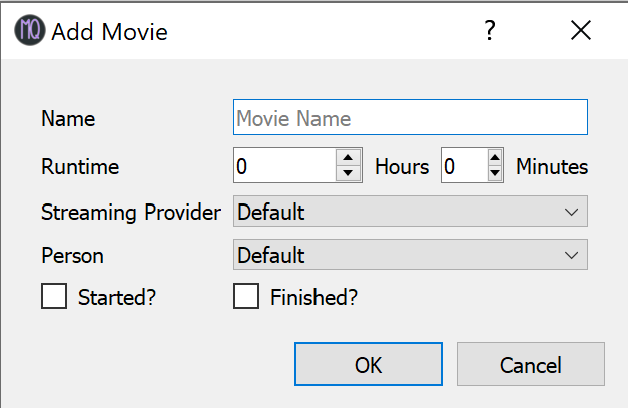 MQ Add Movie ?
Name Movie Name
Runtime 0 Hours 0 Minutes
Streaming Provider Default
Person Default
Started? Finished?
OK Cancel